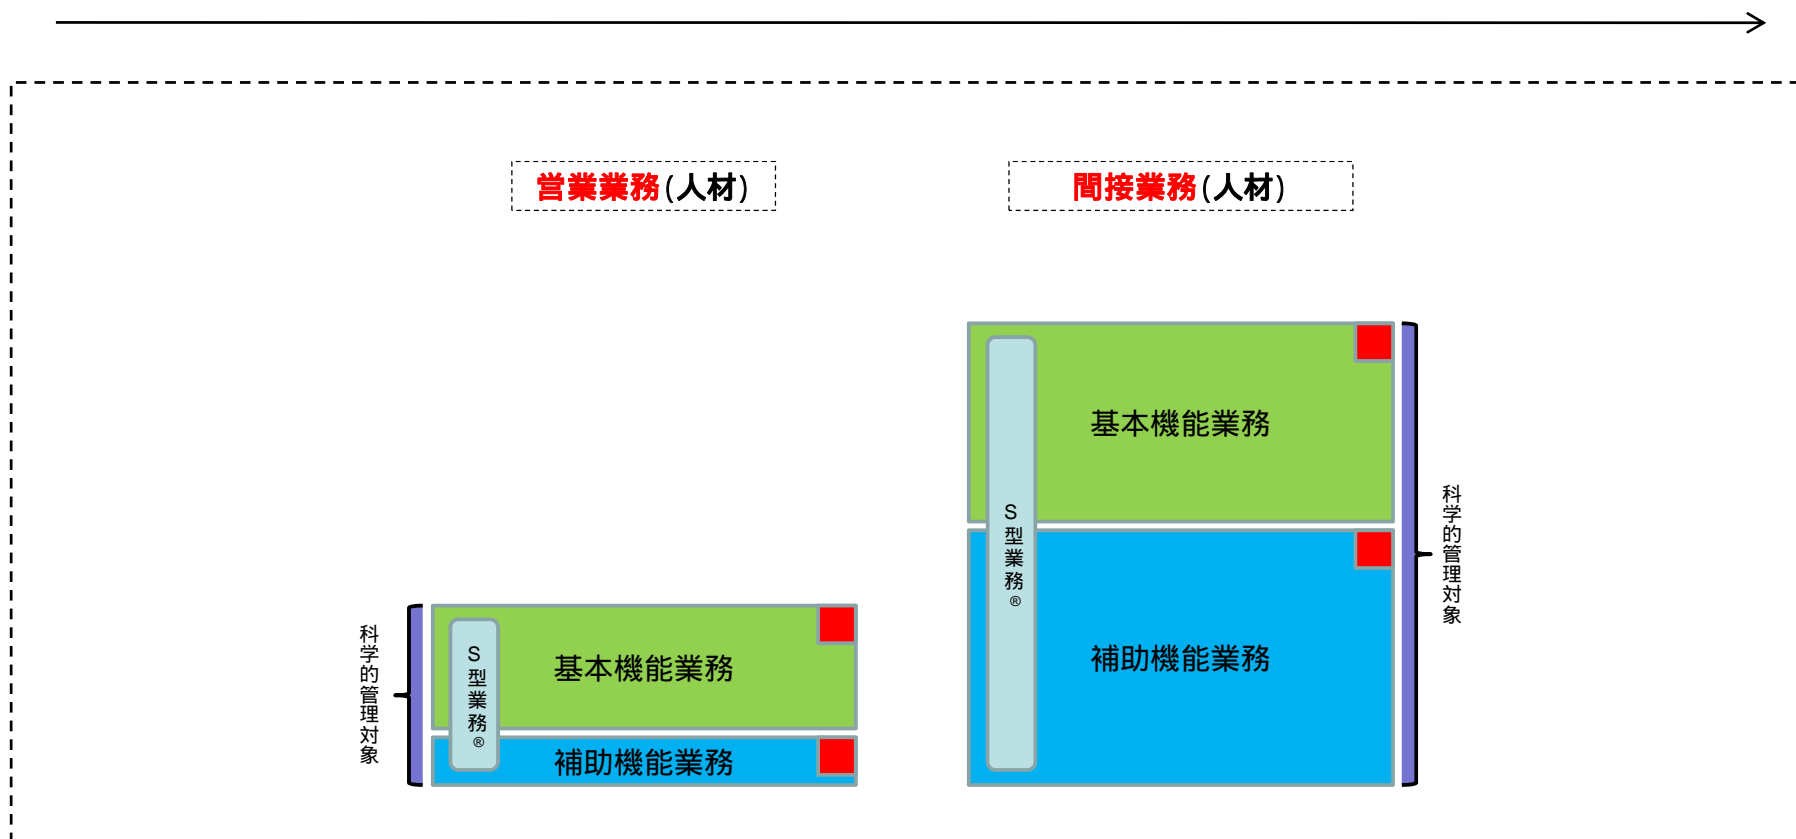 営業業務(人材)
間接業務(人材)
基本機能業務
S型業務®
補助機能業務
科学的管理対象
科学的管理対象
S型業務®
基本機能業務
補助機能業務